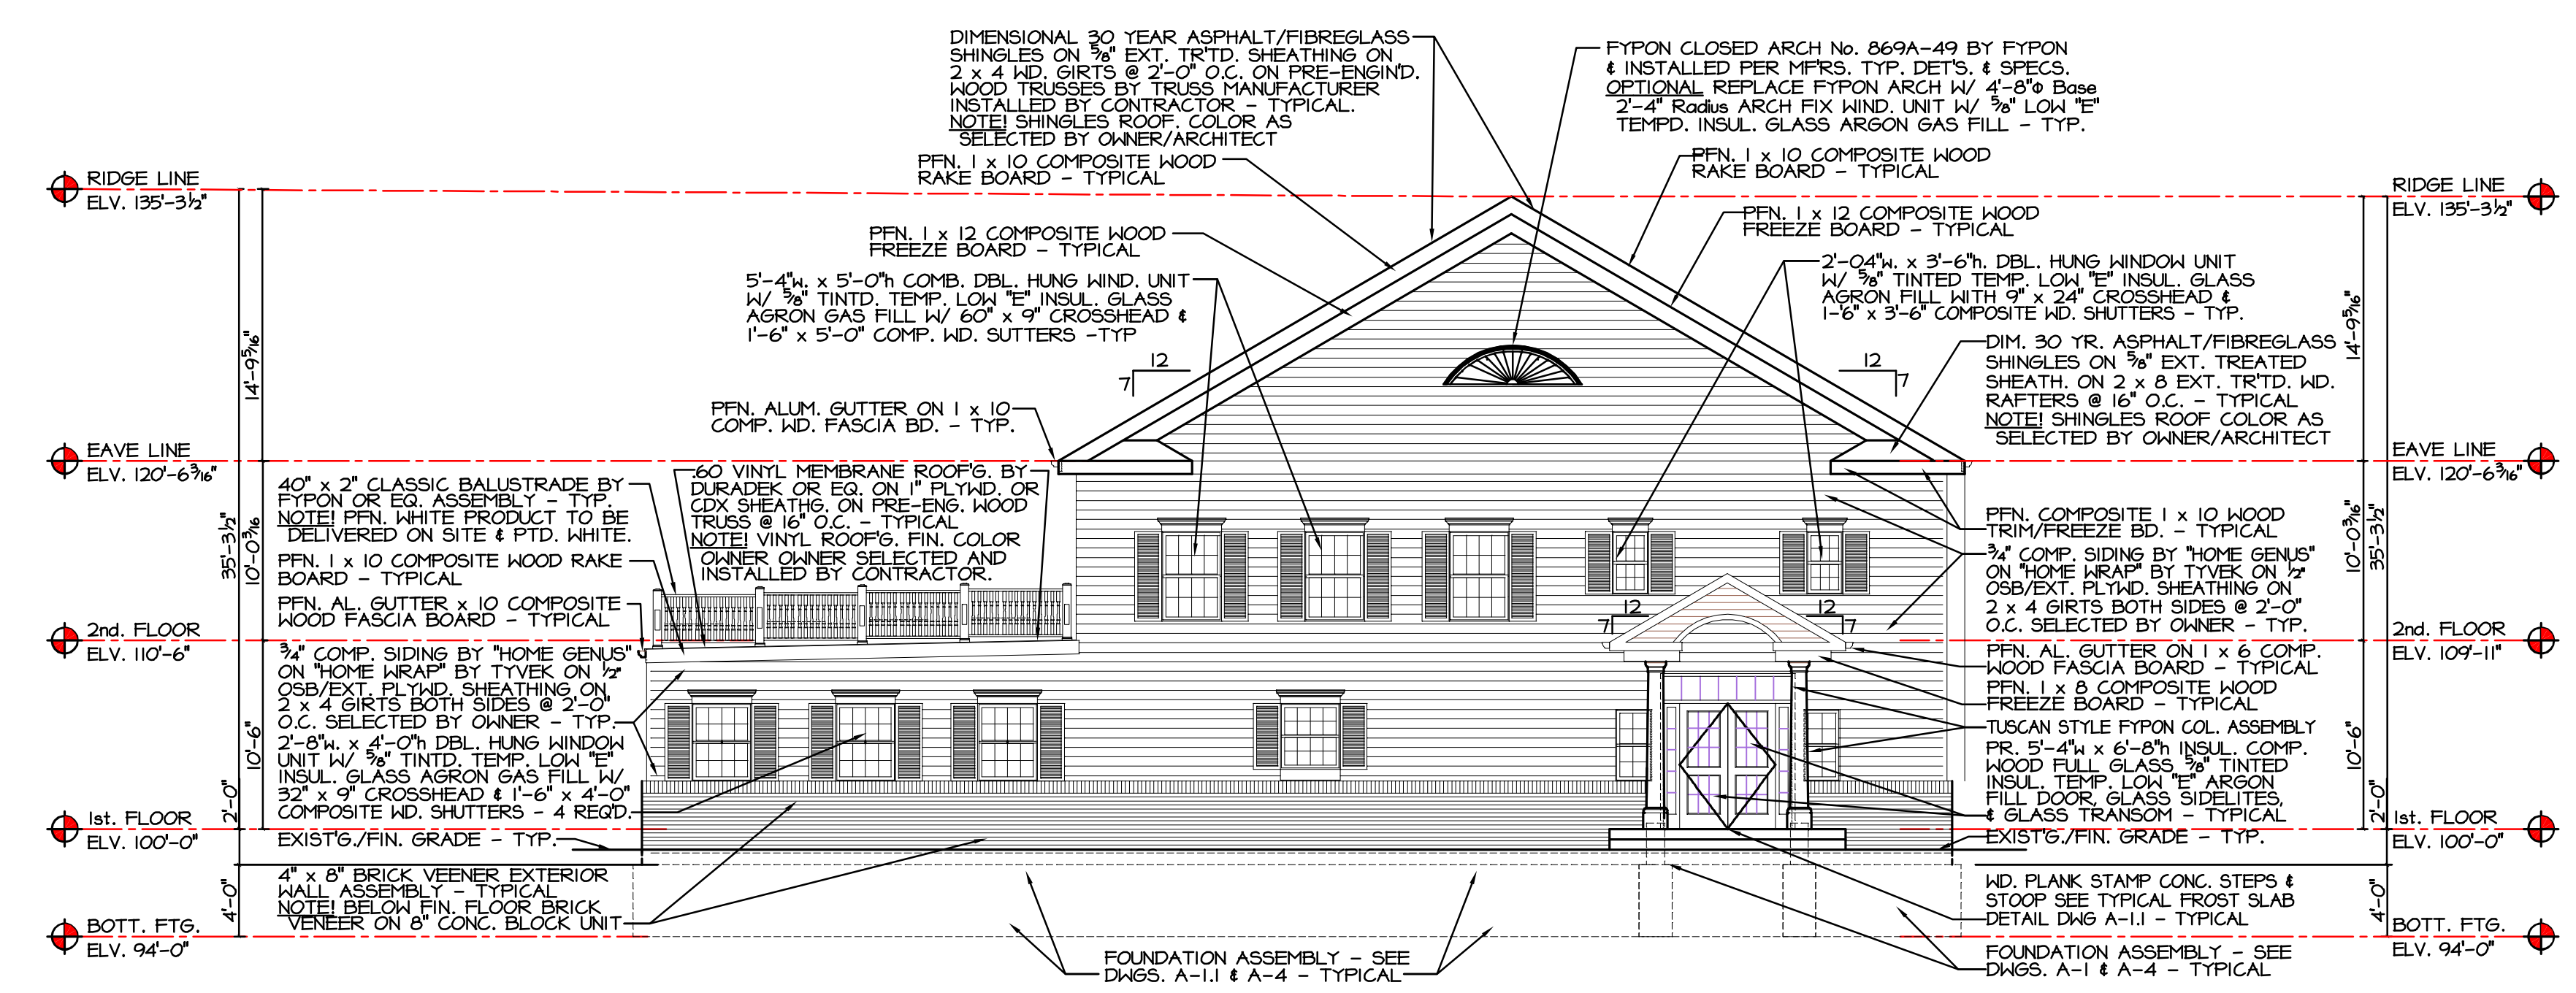 DIMENSIONAL 30 YEAR ASPHALT/FIBREGLASS
SHINGLES ON 5/8" EXT. TR'TD. SHEATHING ON
2 x 4 WD. GIRTS @ 2'-0" O.C. ON PRE-ENGIN'D.
WOOD TRUSSES BY TRUSS MANUFACTURER
INSTALLED BY CONTRACTOR - TYPICAL.
NOTE! SHINGLES ROOF. COLOR AS
SELECTED BY OWNER/ARCHITECT
PFN. 1 x 10 COMPOSITE WOOD
RAKE BOARD - TYPICAL
PFN. 1 x 12 COMPOSITE WOOD
FREEZE BOARD - TYPICAL
5'-4"w. x 5'-0"h COMB. DBL. HUNG WIND. UNIT
W/ 5/8" TINTD. TEMP. LOW "E" INSUL. GLASS
AGRON GAS FILL W/ 60" x 9" CROSSHEAD &
1'-6" x 5'-0" COMP. WD. SUTTERS -TYP
PFN. ALUM. GUTTER ON 1 x 10
COMP. WD. FASCIA BD. - TYP.
FYPON CLOSED ARCH No. 869A-49 BY FYPON
& INSTALLED PER MF'RS. TYP. DET'S. & SPECS.
OPTIONAL REPLACE FYPON ARCH W/ 4'-8"Φ Base
2'-4" Radius ARCH FIX WIND. UNIT W/ 5/8" LOW "E"
TEMPD. INSUL. GLASS ARGON GAS FILL - TYP.
PFN. 1 x 10 COMPOSITE WOOD
RAKE BOARD - TYPICAL
PFN. 1 x 12 COMPOSITE WOOD
FREEZE BOARD - TYPICAL
2'-04"w. x 3'-6"h. DBL. HUNG WINDOW UNIT
W/ 5/8" TINTED TEMP. LOW "E" INSUL. GLASS
AGRON FILL WITH 9" x 24" CROSSHEAD &
1-'6" x 3'-6" COMPOSITE WD. SHUTTERS - TYP.
DIM. 30 YR. ASPHALT/FIBREGLASS
SHINGLES ON 5/8" EXT. TREATED
SHEATH. ON 2 x 8 EXT. TR'TD. WD.
RAFTERS @ 16" O.C. - TYPICAL
NOTE! SHINGLES ROOF COLOR AS
SELECTED BY OWNER/ARCHITECT
RIDGE LINE
ELV. 135'-3 1/2"
EAVE LINE
ELV. 120'-6 3/16"
2nd. FLOOR
ELV. 110'-6"
1st. FLOOR
ELV. 100'-0"
BOTT. FTG.
ELV. 94'-0"
14'-9 5/16"
35'-3 1/2"
10'-0 3/16"
10'-6"
2'-0"
4'-0"
40" x 2" CLASSIC BALUSTRADE BY
FYPON OR EQ. ASSEMBLY - TYP.
NOTE! PFN. WHITE PRODUCT TO BE
DELIVERED ON SITE & PTD. WHITE.
PFN. 1 x 10 COMPOSITE WOOD RAKE
BOARD - TYPICAL
PFN. AL. GUTTER x 10 COMPOSITE
WOOD FASCIA BOARD - TYPICAL
3/4" COMP. SIDING BY "HOME GENUS"
ON "HOME WRAP" BY TYVEK ON 1/2"
OSB/EXT. PLYWD. SHEATHING ON
2 x 4 GIRTS BOTH SIDES @ 2'-0"
O.C. SELECTED BY OWNER - TYP.
2'-8"w. x 4'-0"h DBL. HUNG WINDOW
UNIT W/ 5/8" TINTD. TEMP. LOW "E"
INSUL. GLASS AGRON GAS FILL W/
32" x 9" CROSSHEAD & 1'-6" x 4'-0"
COMPOSITE WD. SHUTTERS - 4 REQ'D.
EXIST'G./FIN. GRADE - TYP.
4" x 8" BRICK VEENER EXTERIOR
WALL ASSEMBLY - TYPICAL
NOTE! BELOW FIN. FLOOR BRICK
VENEER ON 8" CONC. BLOCK UNIT
.60 VINYL MEMBRANE ROOF'G. BY
DURADEK OR EQ. ON 1" PLYWD. OR
CDX SHEATHG. ON PRE-ENG. WOOD
TRUSS @ 16" O.C. - TYPICAL
NOTE! VINYL ROOF'G. FIN. COLOR
OWNER OWNER SELECTED AND
INSTALLED BY CONTRACTOR.
12
7
12
7
12
7
12
7
FOUNDATION ASSEMBLY - SEE
DWGS. A-1.1 & A-4 - TYPICAL
PFN. COMPOSITE 1 x 10 WOOD
TRIM/FREEZE BD. - TYPICAL
3/4" COMP. SIDING BY "HOME GENUS"
ON "HOME WRAP" BY TYVEK ON 1/2"
OSB/EXT. PLYWD. SHEATHING ON
2 x 4 GIRTS BOTH SIDES @ 2'-0"
O.C. SELECTED BY OWNER - TYP.
PFN. AL. GUTTER ON 1 x 6 COMP.
WOOD FASCIA BOARD - TYPICAL
PFN. 1 x 8 COMPOSITE WOOD
FREEZE BOARD - TYPICAL
TUSCAN STYLE FYPON COL. ASSEMBLY
PR. 5'-4"w x 6'-8"h INSUL. COMP.
WOOD FULL GLASS 5/8" TINTED
INSUL. TEMP. LOW "E" ARGON
FILL DOOR, GLASS SIDELITES,
& GLASS TRANSOM - TYPICAL
EXIST'G./FIN. GRADE - TYP.
WD. PLANK STAMP CONC. STEPS &
STOOP SEE TYPICAL FROST SLAB
DETAIL DWG A-1.1 - TYPICAL
FOUNDATION ASSEMBLY - SEE
DWGS. A-1 & A-4 - TYPICAL
14'-9 5/16"
10'-0 3/16"
35'-3 1/2"
10'-6"
2'-0"
4'-0"
RIDGE LINE
ELV. 135'-3 1/2"
EAVE LINE
ELV. 120'-6 3/16"
2nd. FLOOR
ELV. 109'-11"
1st. FLOOR
ELV. 100'-0"
BOTT. FTG.
ELV. 94'-0"